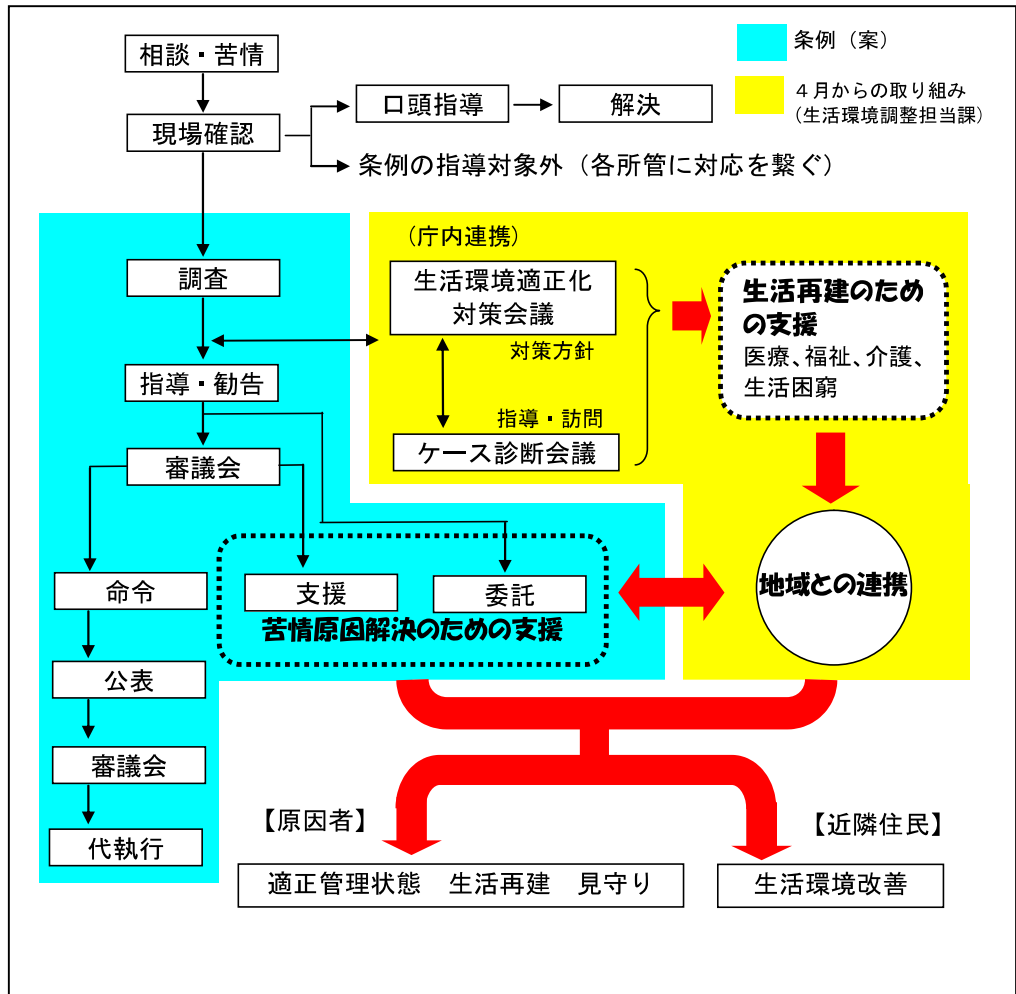 相談・苦情
条例（案）
４月からの取り組み
(生活環境調整担当課)
口頭指導
解決
現場確認
条例の指導対象外（各所管に対応を繋ぐ）
(庁内連携)
調査
生活環境適正化
対策会議
対策方針
生活再建のため
の支援
医療、福祉、介護、
生活困窮
指導・勧告
指導・訪問
ケース診断会議
審議会
命令
支援
委託
苦情原因解決のための支援
地域との連携
公表
審議会
代執行
【原因者】
【近隣住民】
適正管理状態　生活再建　見守り
生活環境改善